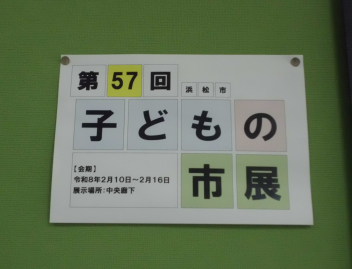 第57回
浜松市
子どもの
市展
【会期】
令和8年2月10日～2月16日
展示場所:中央廊下